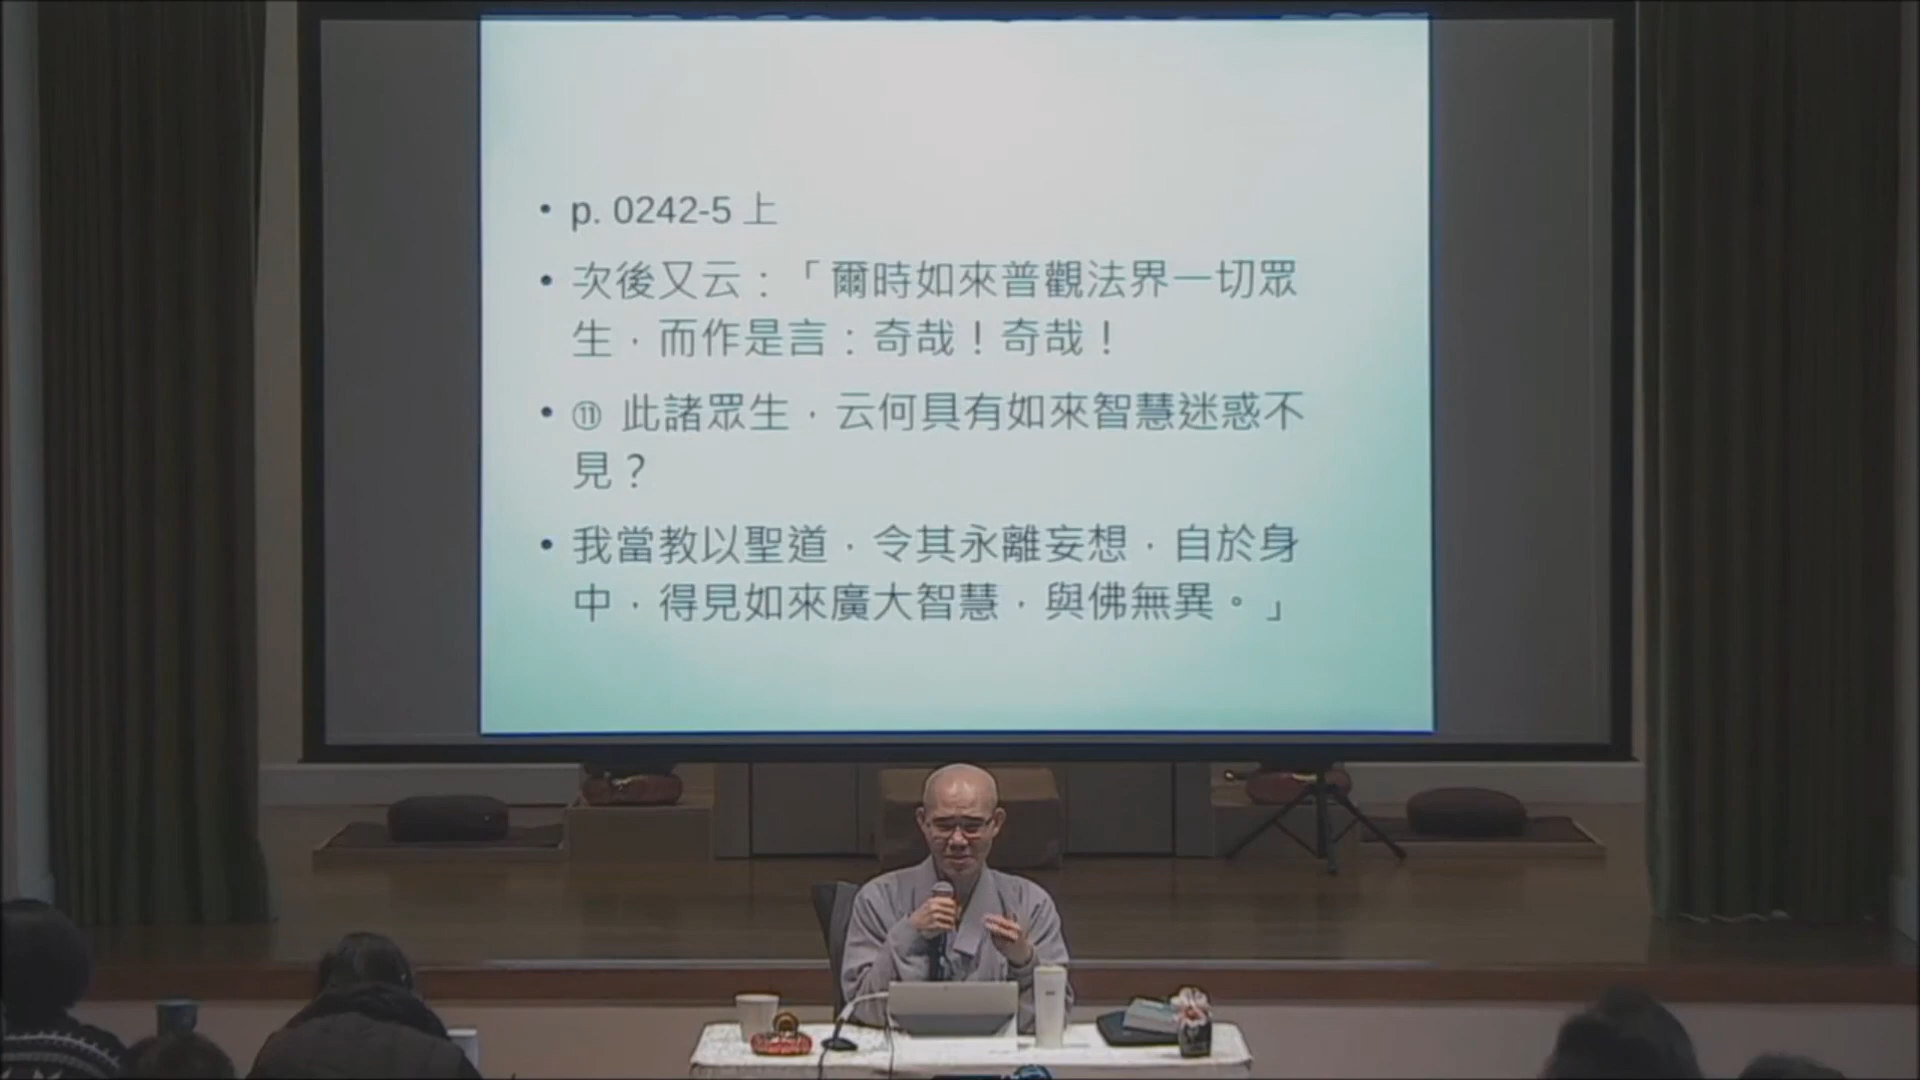 • p. 0242-5 上
• 次後又云：「爾時如來普觀法界一切眾
生，而作是言：奇哉！奇哉！
• ⑪ 此諸眾生，云何具有如來智慧迷惑不
見？
• 我當教以聖道，令其永離妄想，自於身
中，得見如來廣大智慧，與佛無異。」